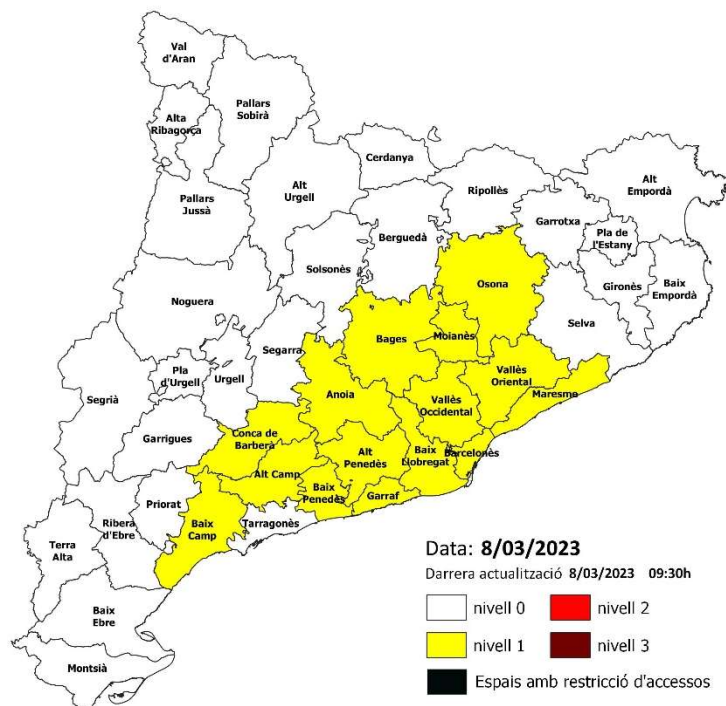 Val
d'Aran
Pallars
Sobirà
Alta
Ribagorça
Cerdanya
Alt
Urgell
Ripollès
Alt
Empordà
Pallars
Jussà
Garrotxa
Pla de
l'Estany
Berguedà
Solsonès
Osona
Gironès
Baix
Empordà
Noguera
Selva
Bages
Moianès
Segarra
Pla
d'Urgell
Urgell
Vallès
Oriental
Maresme
Segrià
Anoia
Vallès
Occidental
Garrigues
Conca de
Barberà
Alt
Penedès
Baix
Llobregat
Barcelonès
Alt Camp
Baix
Penedès
Garraf
Priorat
Baix
Camp
Tarragonès
Ribera
d'Ebre
Terra
Alta
Baix
Ebre
Montsià
Data: 8/03/2023
Darrera actualització 8/03/2023 09:30h
nivell 0
nivell 2
nivell 1
nivell 3
Espais amb restricció d'accessos